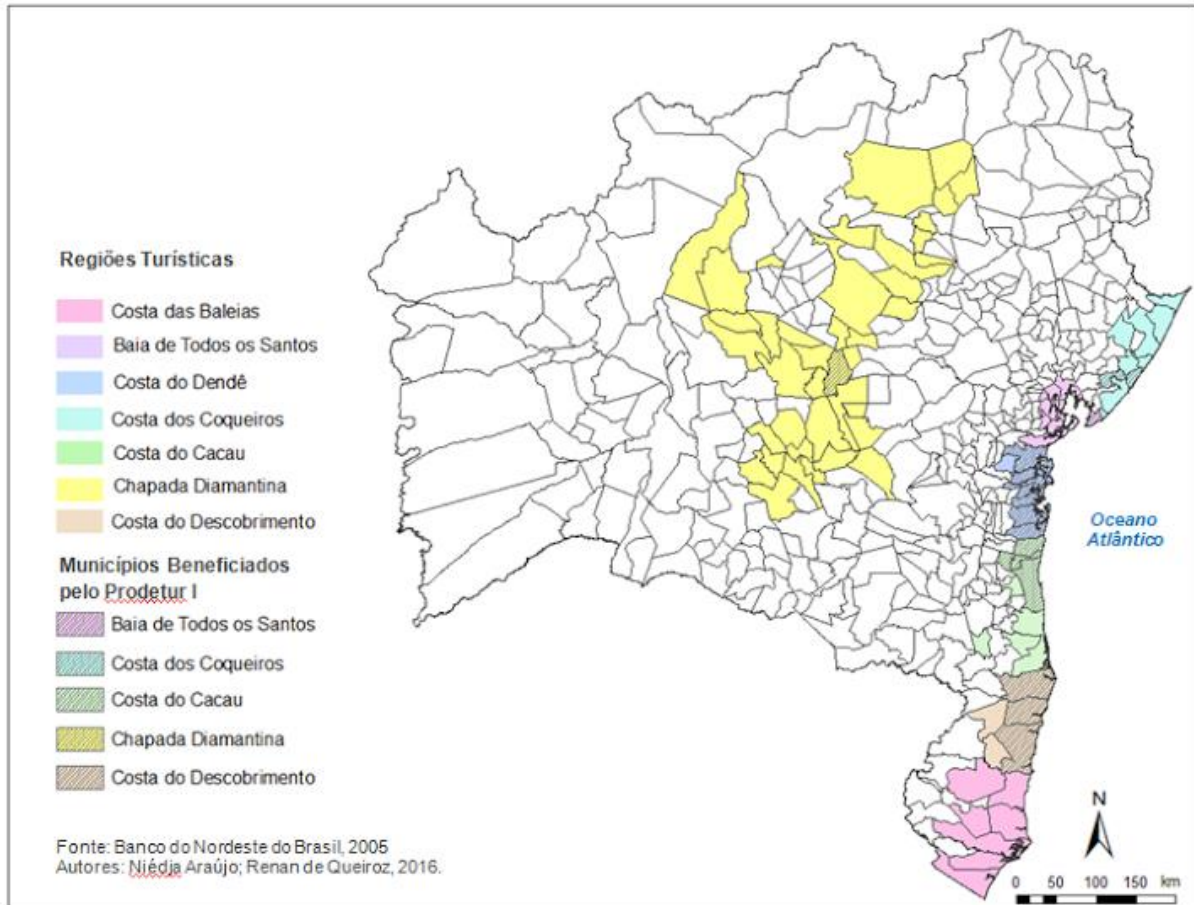 Regiões Turísticas
Costa das Baleias
Baia de Todos os Santos
Costa do Dendê
Costa dos Coqueiros
Costa do Cacau
Chapada Diamantina
Costa do Descobrimento
Municípios Beneficiados
pelo Prodetur I
Baia de Todos os Santos
Costa dos Coqueiros
Costa do Cacau
Chapada Diamantina
Costa do Descobrimento
Fonte: Banco do Nordeste do Brasil, 2005
Autores: Niédja Araújo; Renan de Queiroz, 2016.
Oceano
Atlântico
N
0 50 100 150 km